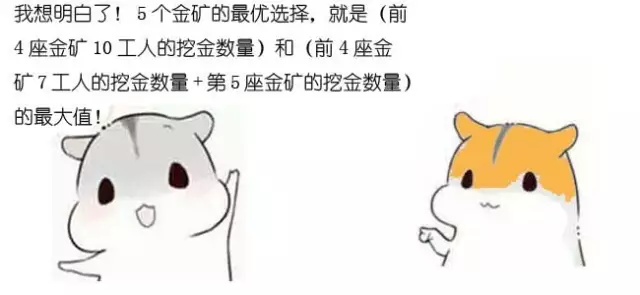 我想明白了！5个金矿的最优选择，就是（前
4座金矿10工人的挖金数量）和（前4座金
矿7工人的挖金数量+第5座金矿的挖金数量）
的最大值！